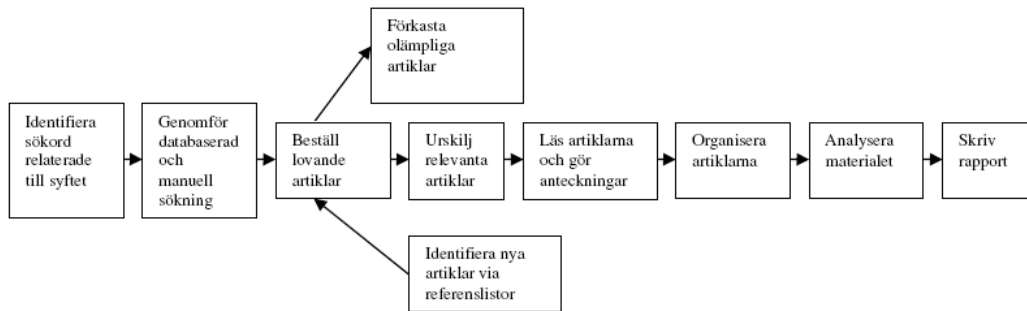 Förkasta
olämpliga
artiklar
Identifiera
sökord
relaterade
till syftet
Genomför
databaserad
och
manuell
sökning
Beställ
lovande
artiklar
Urskilj
relevanta
artiklar
Läs artiklarna
och gör
anteckningar
Organisera
artiklarna
Analysera
materialet
Skriv
rapport
Identifiera nya
artiklar via
referenslistor